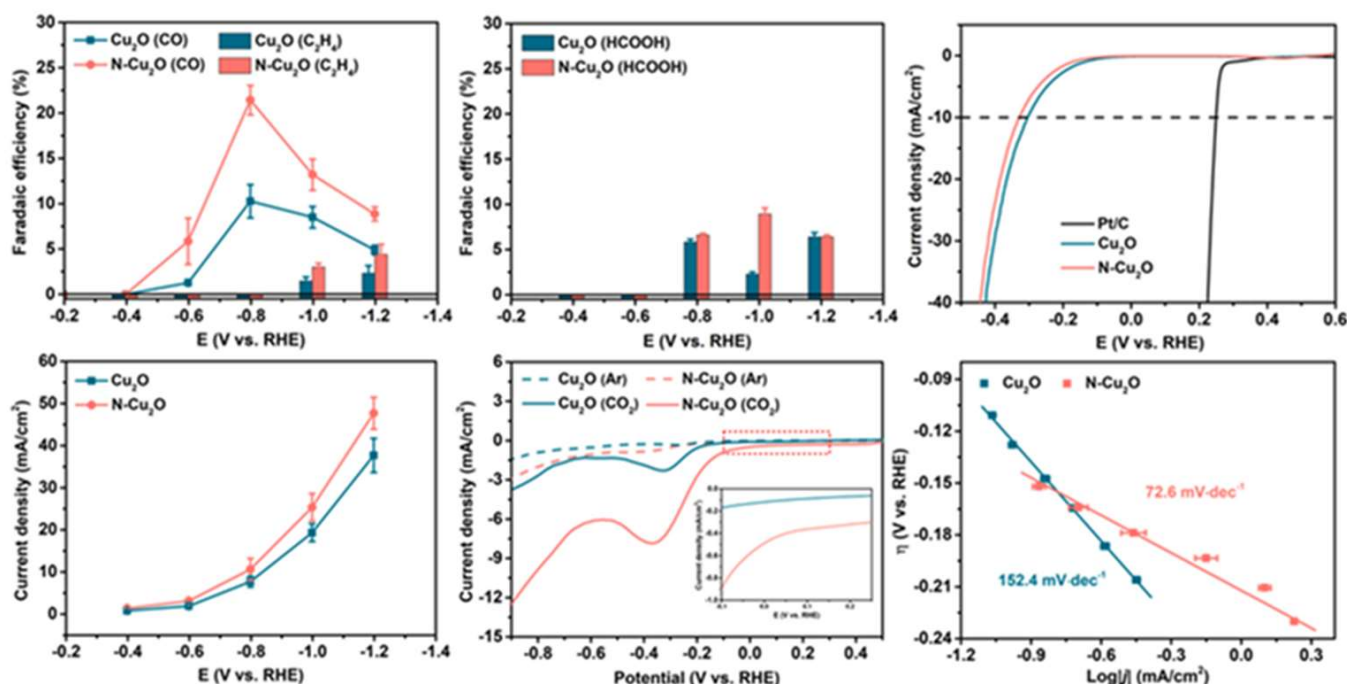 Faradaic efficiency (%)
30
25
20
15
10
5
0
Cu₂O (CO)
Cu₂O (C₂H₄)
N-Cu₂O (CO)
N-Cu₂O (C₂H₄)
-0.2 -0.4 -0.6 -0.8 -1.0 -1.2 -1.4
E (V vs. RHE)
Faradaic efficiency (%)
30
25
20
15
10
5
0
Cu₂O (HCOOH)
N-Cu₂O (HCOOH)
-0.2 -0.4 -0.6 -0.8 -1.0 -1.2 -1.4
E (V vs. RHE)
Current density (mA/cm²)
0
-10
-20
-30
-40
Pt/C
Cu₂O
N-Cu₂O
-0.4 -0.2 0.0 0.2 0.4 0.6
E (V vs. RHE)
Current density (mA/cm²)
60
50
40
30
20
10
0
Cu₂O
N-Cu₂O
-0.2 -0.4 -0.6 -0.8 -1.0 -1.2 -1.4
E (V vs. RHE)
Current density (mA/cm²)
6
3
0
-3
-6
-9
-12
-15
Cu₂O (Ar)
N-Cu₂O (Ar)
Cu₂O (CO₂)
N-Cu₂O (CO₂)
Current density (mA/cm²)
E (V vs. RHE)
-0.8 -0.6 -0.4 -0.2 0.0 0.2 0.4
Potential (V vs. RHE)
η (V vs. RHE)
-0.09
-0.12
-0.15
-0.18
-0.21
-0.24
Cu₂O
N-Cu₂O
72.6 mV·dec⁻¹
152.4 mV·dec⁻¹
-1.2 -0.9 -0.6 -0.3 0.0 0.3
Log|j| (mA/cm²)